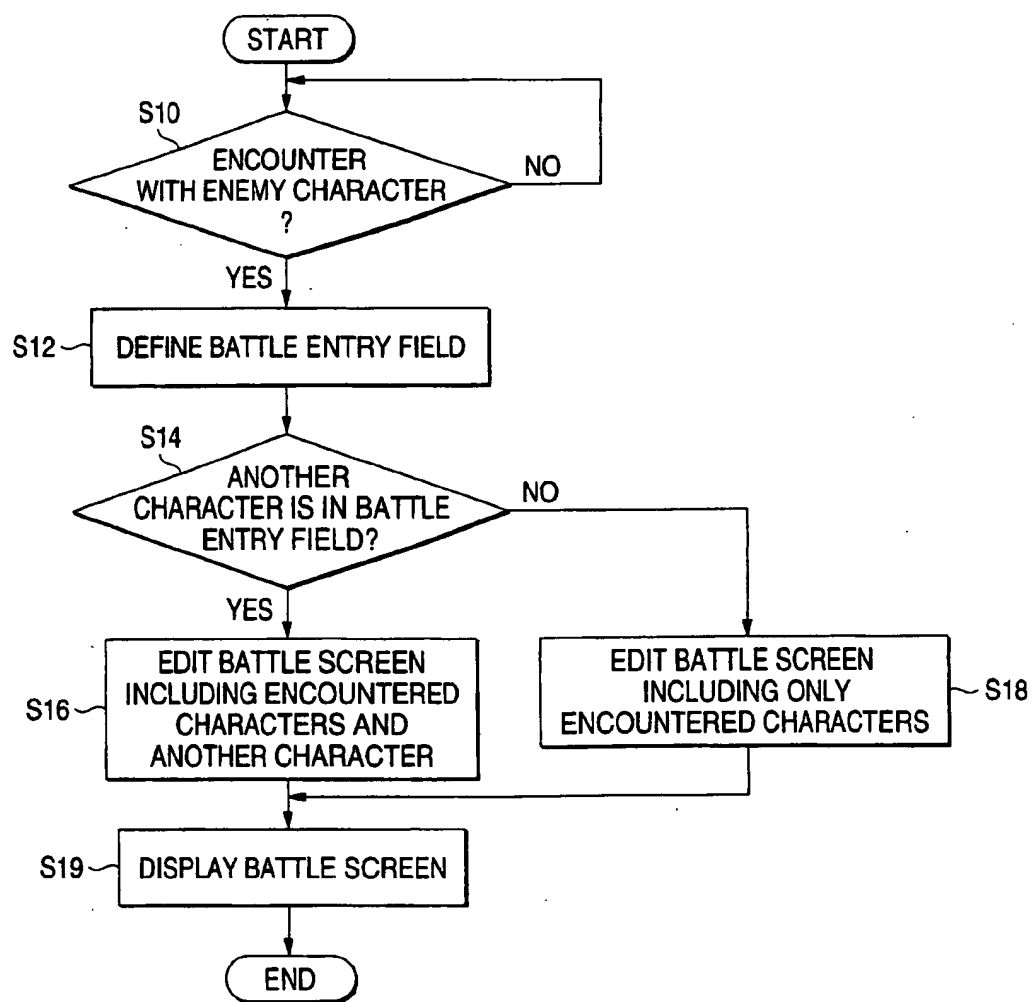 START
S10
ENCOUNTER
WITH ENEMY CHARACTER
?
NO
YES
S12
DEFINE BATTLE ENTRY FIELD
S14
ANOTHER
CHARACTER IS IN BATTLE
ENTRY FIELD?
NO
YES
S16
EDIT BATTLE SCREEN
INCLUDING ENCOUNTERED
CHARACTERS AND
ANOTHER CHARACTER
EDIT BATTLE SCREEN
INCLUDING ONLY
ENCOUNTERED CHARACTERS
S18
S19
DISPLAY BATTLE SCREEN
END